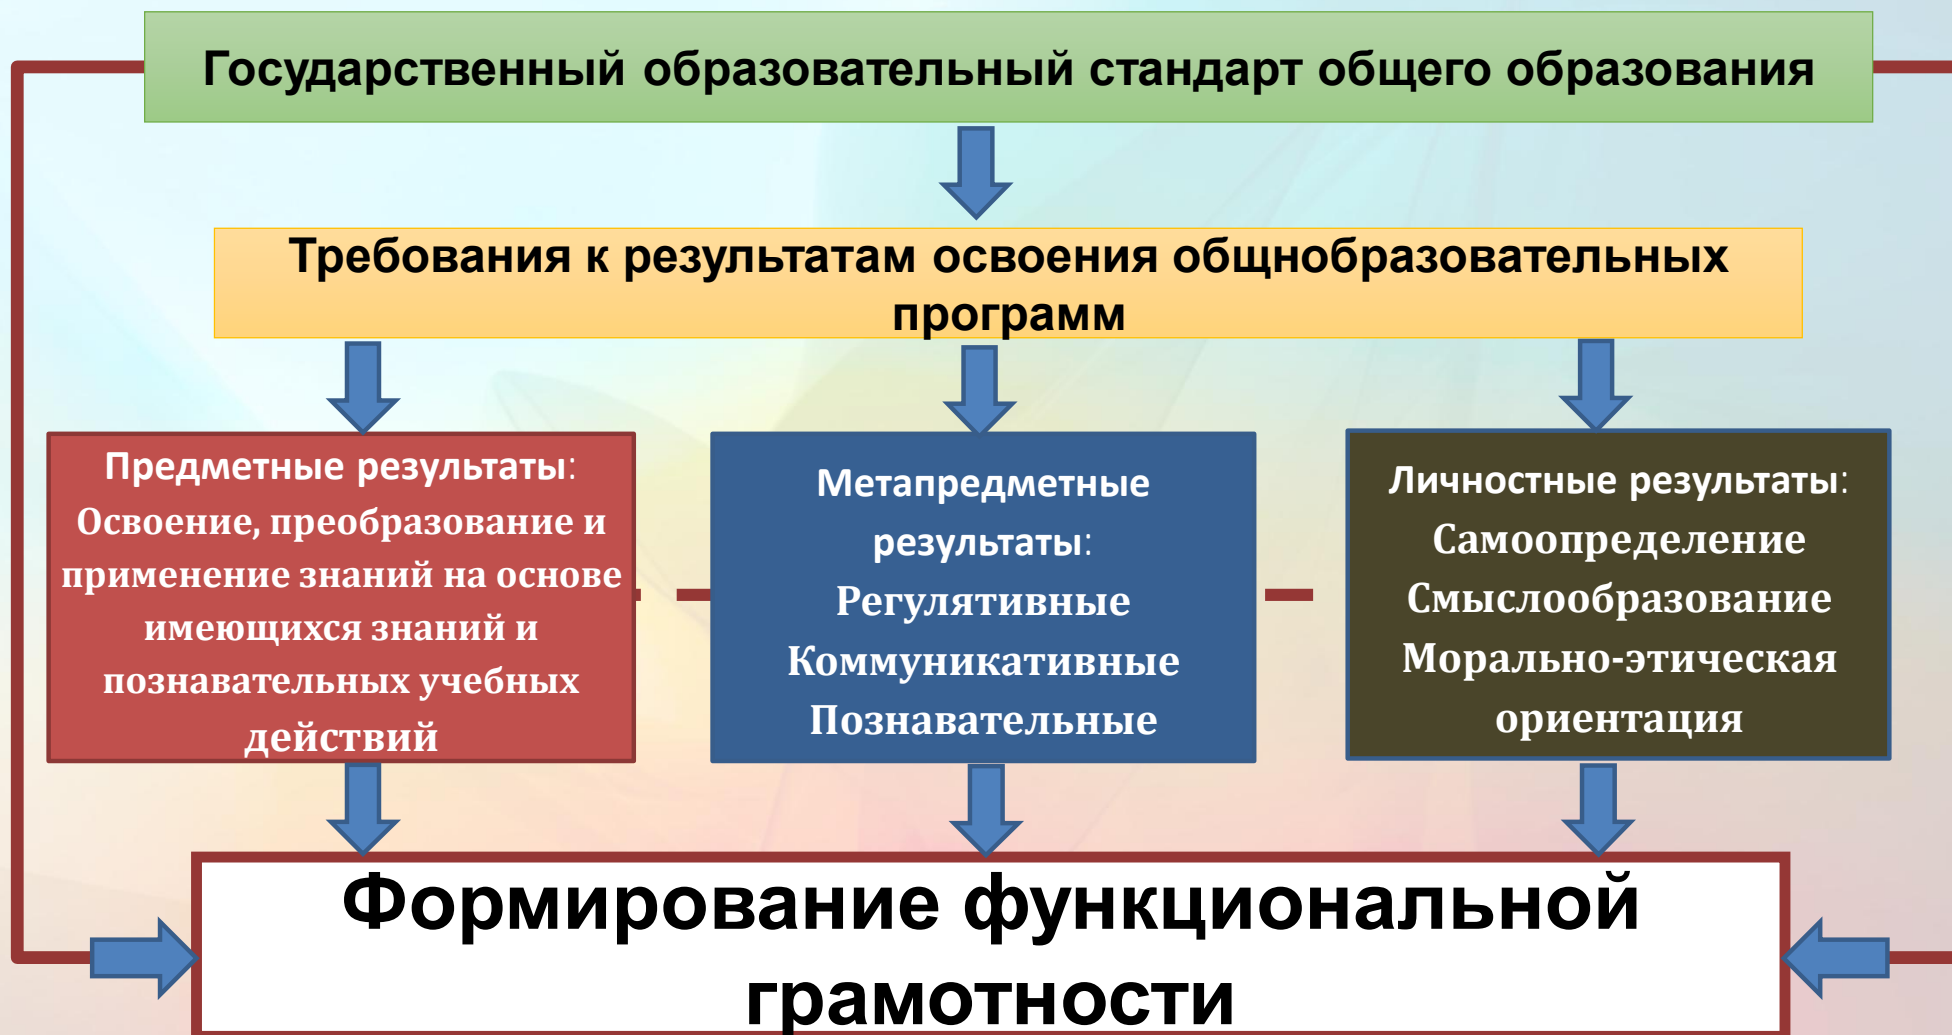 Государственный образовательный стандарт общего образования
Требования к результатам освоения общнобразовательных
программ
Предметные результаты:
Освоение, преобразование и
применение знаний на основе
имеющихся знаний и
познавательных учебных
действий
Метапредметные
результаты:
Регулятивные
Коммуникативные
Познавательные
Личностные результаты:
Самоопределение
Смыслообразование
Морально-этическая
ориентация
Формирование функциональной
грамотности